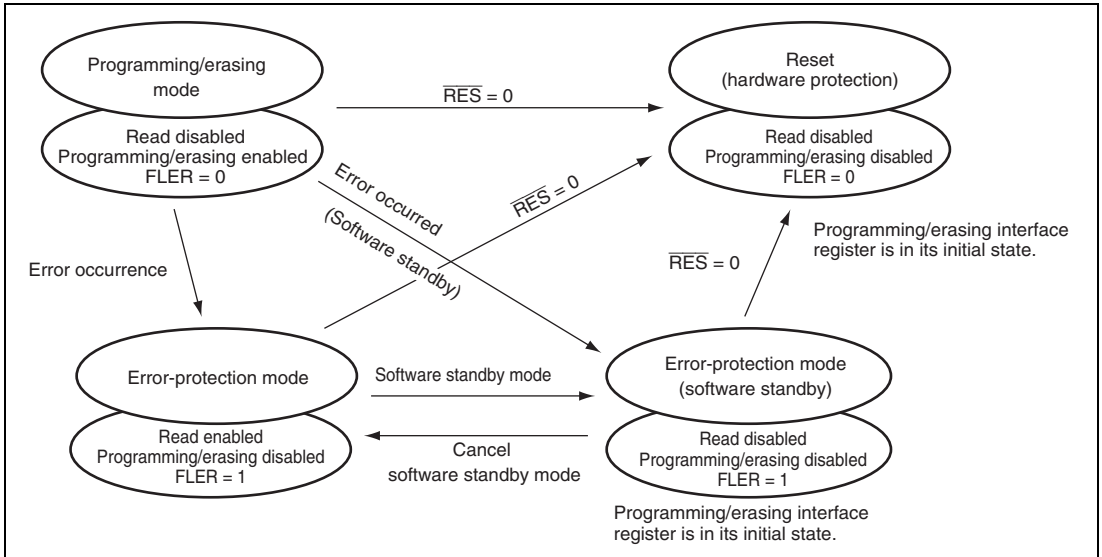 Programming/erasing
mode
Read disabled
Programming/erasing enabled
FLER = 0
R̅E̅S̅ = 0
Reset
(hardware protection)
Read disabled
Programming/erasing disabled
FLER = 0
Programming/erasing interface
register is in its initial state.
Error occurred
(Software standby)
R̅E̅S̅ = 0
R̅E̅S̅ = 0
Error occurrence
Error-protection mode
Read enabled
Programming/erasing disabled
FLER = 1
Software standby mode
Cancel
software standby mode
Error-protection mode
(software standby)
Read disabled
Programming/erasing disabled
FLER = 1
Programming/erasing interface
register is in its initial state.